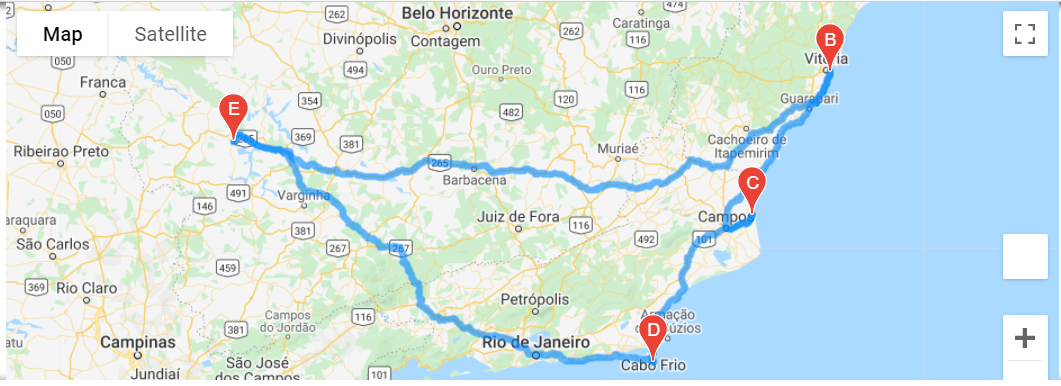 Map
Satellite
Belo Horizonte
Contagem
Divinópolis
Caratinga
474
116
262
262
494
Ouro Preto
Franca
050
354
B
Vitória
E
265
369
381
482
120
116
Guarapari
050
Ribeirao Preto
Cachoeiro de
Itapemirim
Muriaé
265
Barbacena
C
491
Varginha
146
381
Juiz de Fora
116
Campos
araquara
São Carlos
267
267
492
101
459
369
Rio Claro
Petrópolis
Campos
do Jordão
116
381
Armação
D
Rio de Janeiro
Cabo Frio
atu
Campinas
Jundiaí
São José
dos Campos
101
+